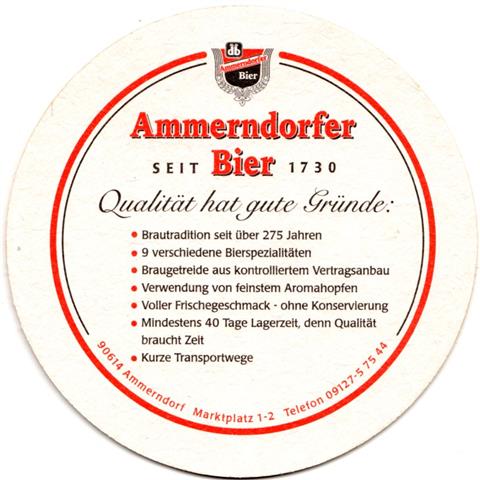 Ammerndorfer
Bier
Ammerndorfer
SEIT Bier 1730
Qualität hat gute Gründe:
• Brautradition seit über 275 Jahren
• 9 verschiedene Bierspezialitäten
• Braugetreide aus kontrolliertem Vertragsanbau
• Verwendung von feinstem Aromahopfen
• Voller Frischegeschmack - ohne Konservierung
• Mindestens 40 Tage Lagerzeit, denn Qualität
braucht Zeit
• Kurze Transportwege
90614 Ammerndorf Marktplatz 1-2 Telefon 09127-5 75 44